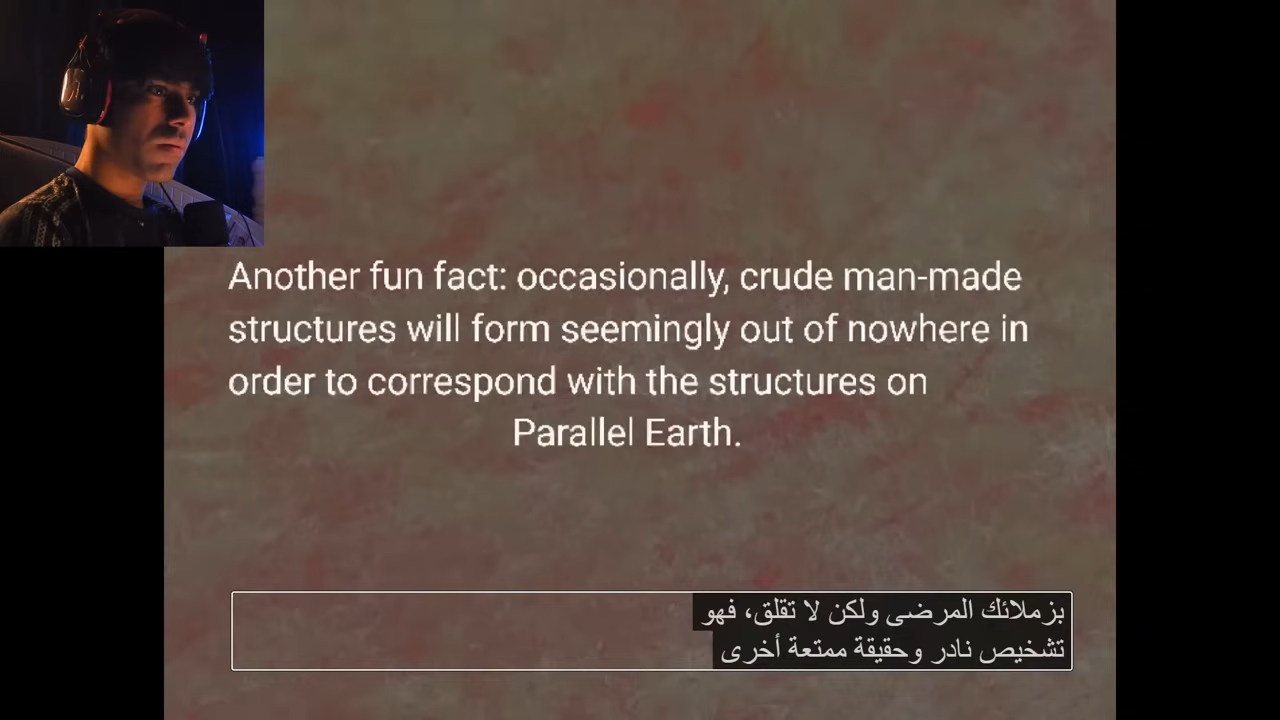 Another fun fact: occasionally, crude man-made
structures will form seemingly out of nowhere in
order to correspond with the structures on
Parallel Earth.
بزملائك المرضى ولكن لا تقلق، فهو
تشخيص نادر وحقيقة ممتعة أخرى